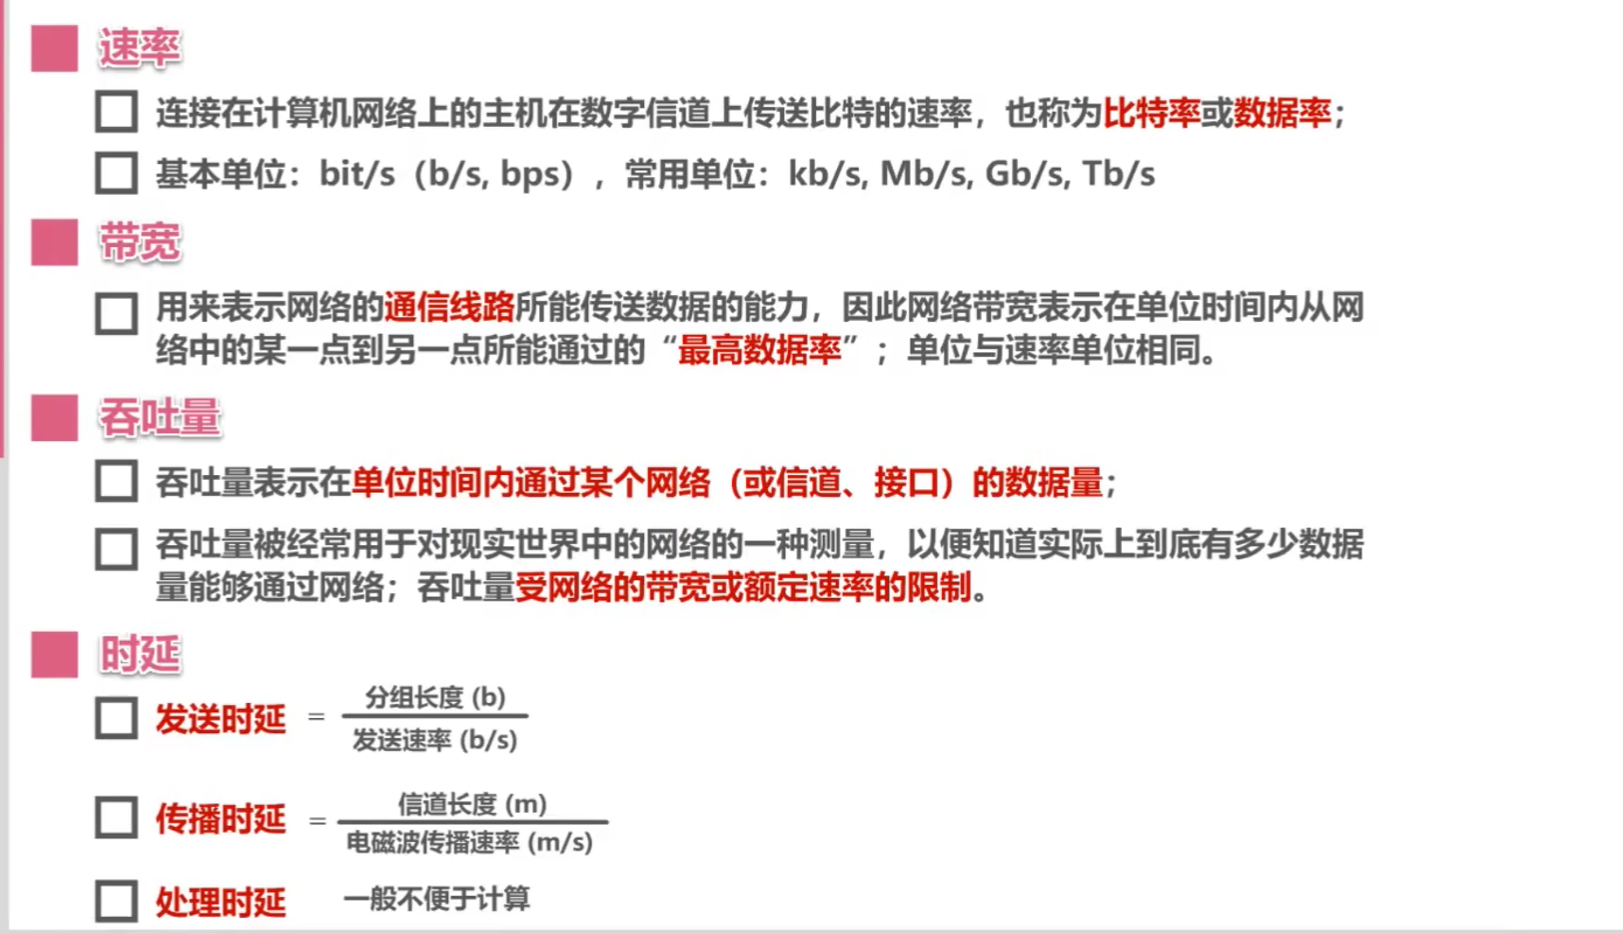 速率
连接在计算机网络上的主机在数字信道上传送比特的速率，也称为比特率或数据率；
基本单位：bit/s（b/s, bps），常用单位：kb/s, Mb/s, Gb/s, Tb/s
带宽
用来表示网络的通信线路所能传送数据的能力，因此网络带宽表示在单位时间内从网
络中的某一点到另一点所能通过的“最高数据率”；单位与速率单位相同。
吞吐量
吞吐量表示在单位时间内通过某个网络（或信道、接口）的数据量；
吞吐量被经常用于对现实世界中的网络的一种测量，以便知道实际上到底有多少数据
量能够通过网络；吞吐量受网络的带宽或额定速率的限制。
时延
发送时延 = 分组长度 (b)
发送速率 (b/s)
传播时延 = 信道长度 (m)
电磁波传播速率 (m/s)
处理时延 一般不便于计算